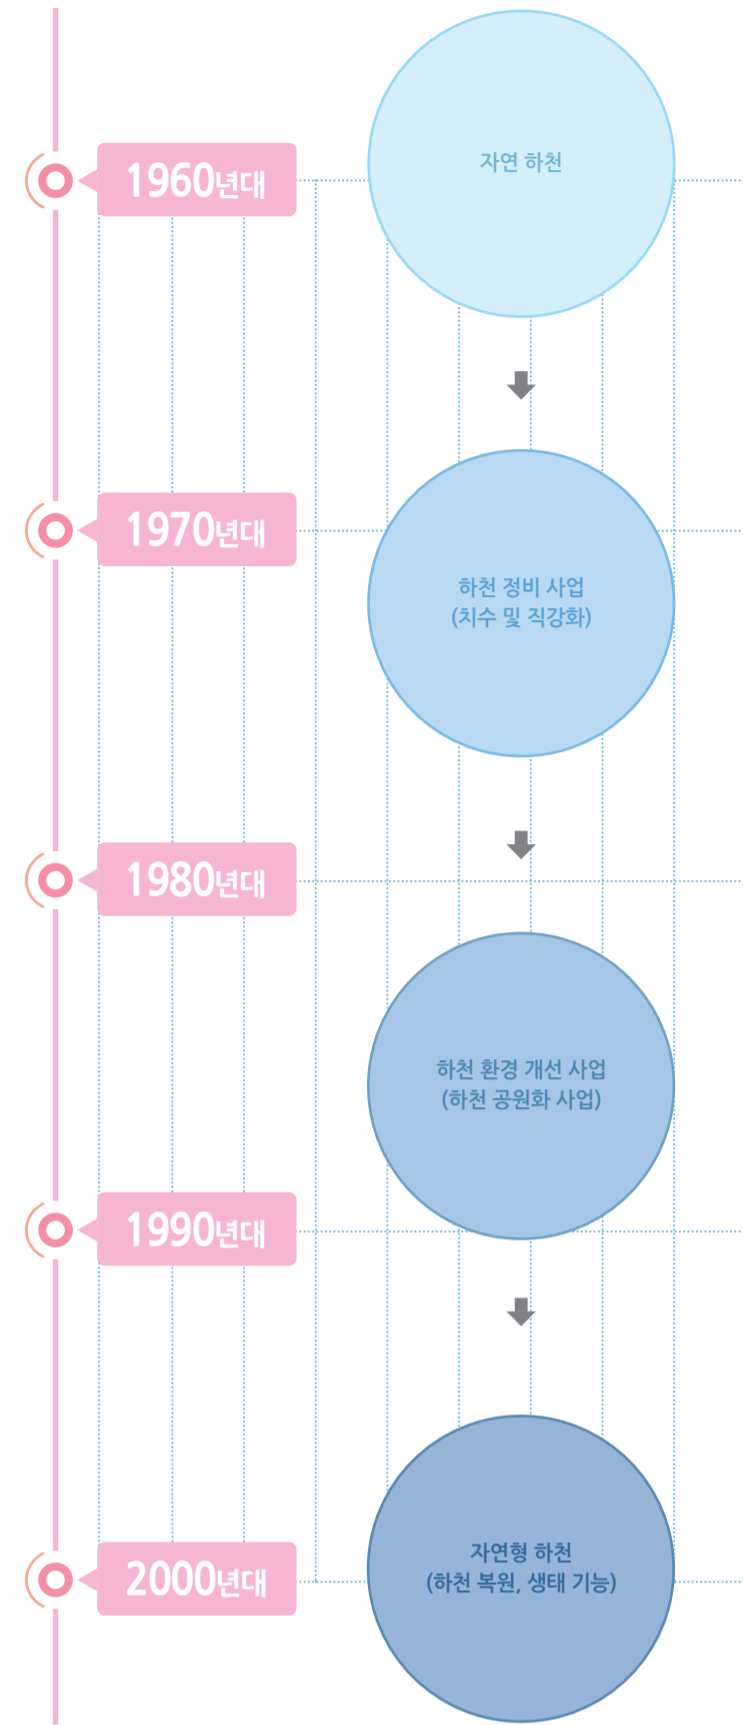 1960년대
자연 하천
1970년대
하천 정비 사업
(치수 및 직강화)
1980년대
하천 환경 개선 사업
(하천 공원화 사업)
1990년대
2000년대
자연형 하천
(하천 복원, 생태 기능)